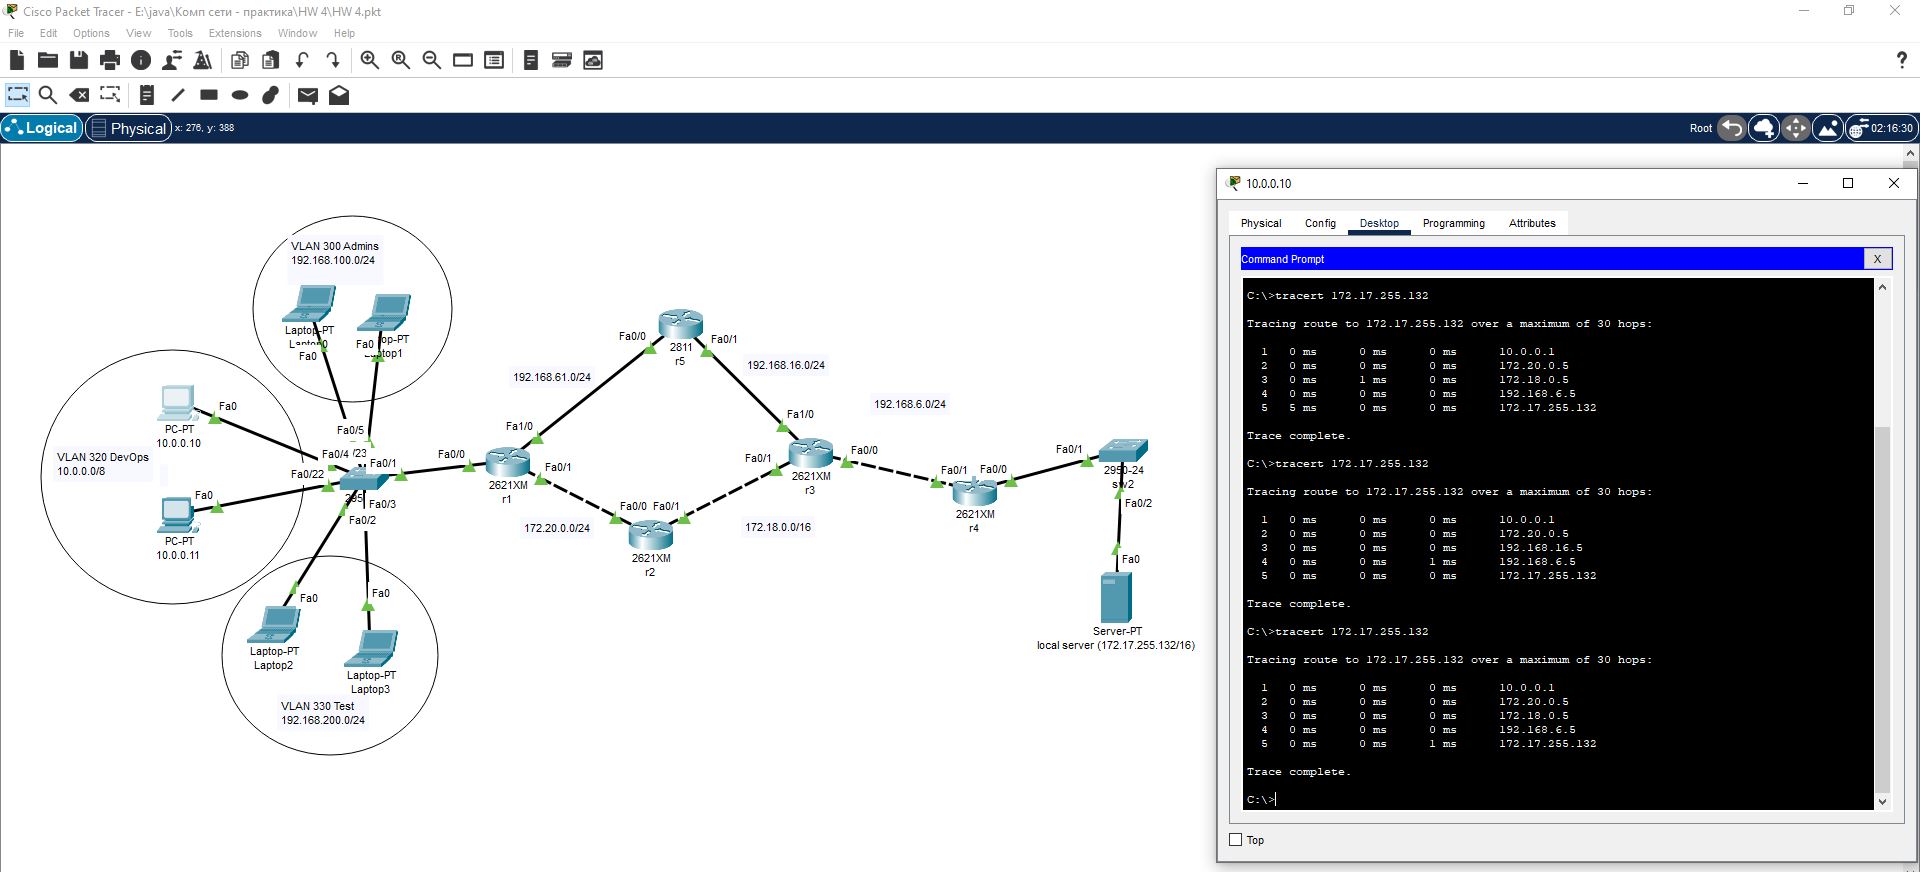 Cisco Packet Tracer - E:\java\Комп сети - практика\HW 4\HW 4.pkt
File Edit Options View Tools Extensions Window Help
?
Logical Physical x: 276, y: 388
Root 02:16:30
VLAN 300 Admins
192.168.100.0/24
Laptop-PT
Laptop0
Fa0
op-PT
Laptop1
Fa0
VLAN 320 DevOps
10.0.0.0/8
PC-PT
10.0.0.10
Fa0
PC-PT
10.0.0.11
Fa0
Fa0/5
Fa0/4
/23
Fa0/1
Fa0/22
295
Fa0/3
Fa0/2
Fa0
Laptop-PT
Laptop2
Fa0
Laptop-PT
Laptop3
VLAN 330 Test
192.168.200.0/24
Fa0/0
Fa1/0
Fa0/1
2621XM
r1
192.168.61.0/24
Fa0/0
Fa0/1
2811
r5
192.168.16.0/24
172.20.0.0/24
Fa0/0
Fa0/1
2621XM
r2
172.18.0.0/16
Fa1/0
Fa0/1
Fa0/0
2621XM
r3
192.168.6.0/24
Fa0/1
Fa0/0
2621XM
r4
Fa0/1
2950-24
sw2
Fa0/2
Fa0
Server-PT
local server (172.17.255.132/16)
10.0.0.10
Physical Config Desktop Programming Attributes
Command Prompt X
C:\>tracert 172.17.255.132
Tracing route to 172.17.255.132 over a maximum of 30 hops:
1 0 ms 0 ms 0 ms 10.0.0.1
2 0 ms 0 ms 0 ms 172.20.0.5
3 0 ms 1 ms 0 ms 172.18.0.5
4 0 ms 0 ms 0 ms 192.168.6.5
5 5 ms 0 ms 0 ms 172.17.255.132
Trace complete.
C:\>tracert 172.17.255.132
Tracing route to 172.17.255.132 over a maximum of 30 hops:
1 0 ms 0 ms 0 ms 10.0.0.1
2 0 ms 0 ms 0 ms 172.20.0.5
3 0 ms 0 ms 0 ms 192.168.16.5
4 0 ms 0 ms 1 ms 192.168.6.5
5 0 ms 0 ms 0 ms 172.17.255.132
Trace complete.
C:\>tracert 172.17.255.132
Tracing route to 172.17.255.132 over a maximum of 30 hops:
1 0 ms 0 ms 0 ms 10.0.0.1
2 0 ms 0 ms 0 ms 172.20.0.5
3 0 ms 0 ms 0 ms 172.18.0.5
4 0 ms 0 ms 0 ms 192.168.6.5
5 0 ms 0 ms 1 ms 172.17.255.132
Trace complete.
C:\>
Top